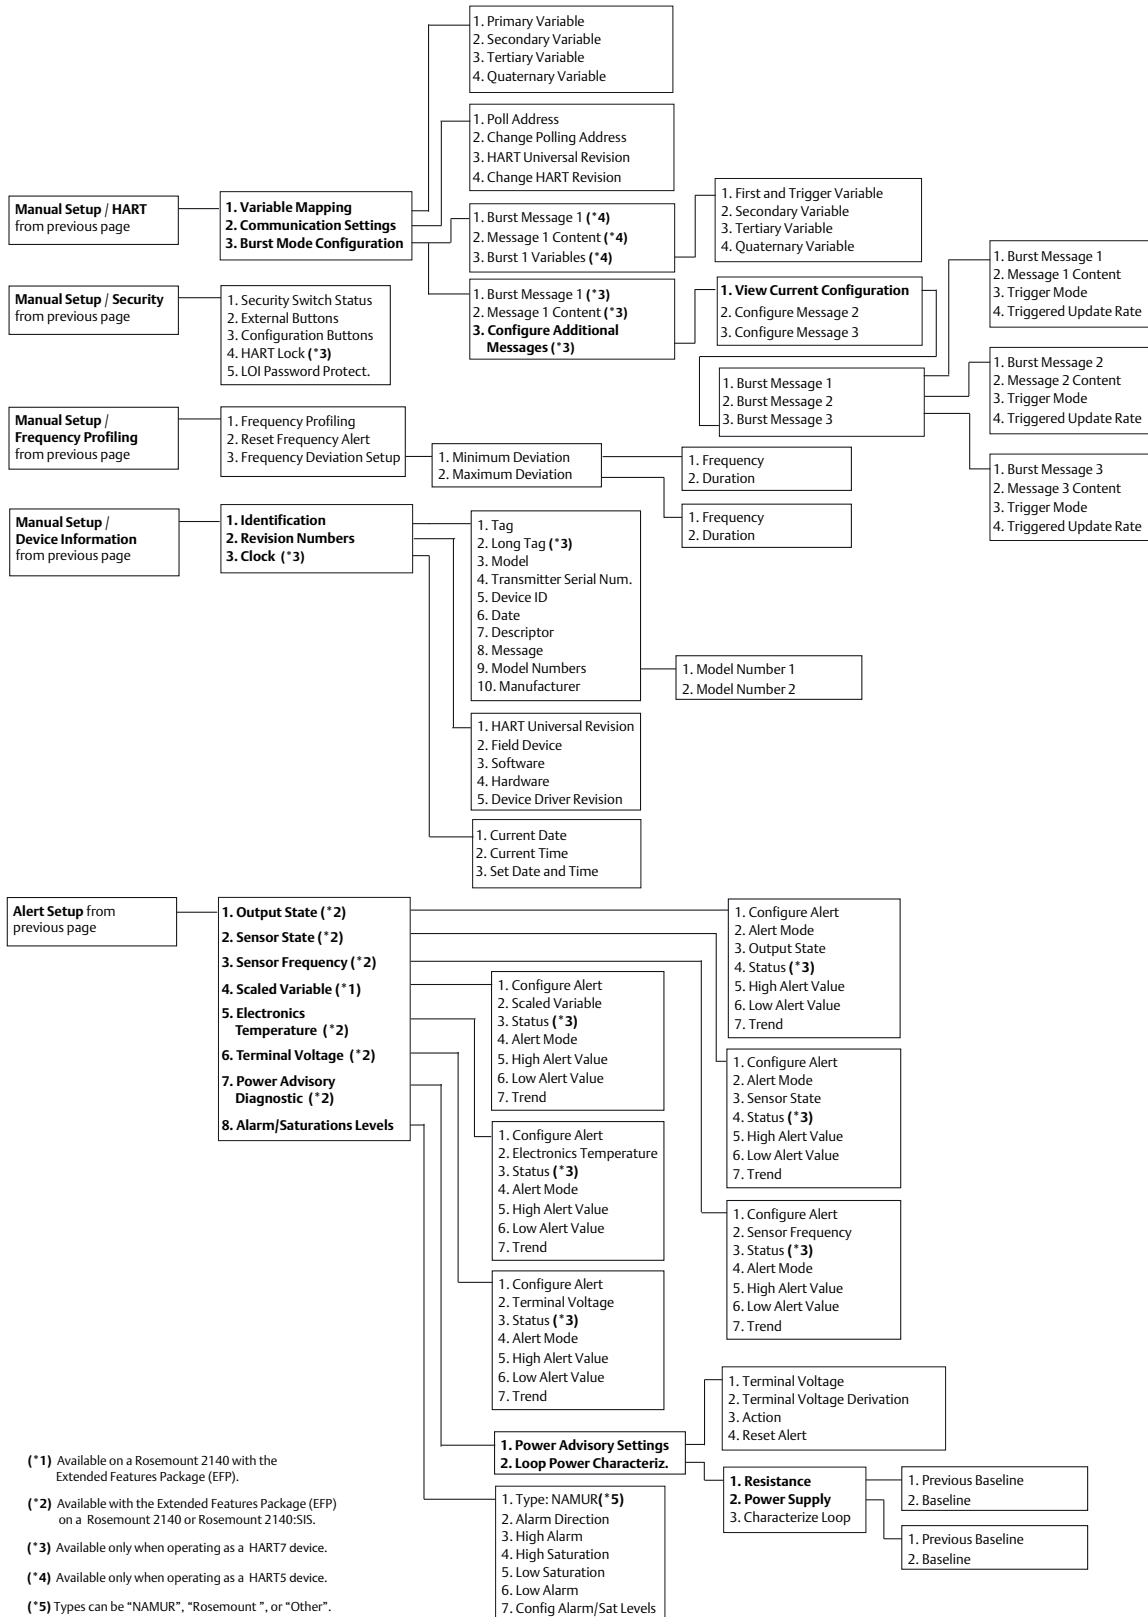 1. Primary Variable
2. Secondary Variable
3. Tertiary Variable
4. Quaternary Variable
1. Poll Address
2. Change Polling Address
3. HART Universal Revision
4. Change HART Revision
Manual Setup / HART
from previous page
1. Variable Mapping
2. Communication Settings
3. Burst Mode Configuration
1. Burst Message 1 (*4)
2. Message 1 Content (*4)
3. Burst 1 Variables (*4)
1. First and Trigger Variable
2. Secondary Variable
3. Tertiary Variable
4. Quaternary Variable
1. Burst Message 1 (*3)
2. Message 1 Content (*3)
3. Configure Additional
Messages (*3)
1. View Current Configuration
2. Configure Message 2
3. Configure Message 3
1. Burst Message 1
2. Burst Message 2
3. Burst Message 3
1. Burst Message 1
2. Message 1 Content
3. Trigger Mode
4. Triggered Update Rate
1. Burst Message 2
2. Message 2 Content
3. Trigger Mode
4. Triggered Update Rate
1. Burst Message 3
2. Message 3 Content
3. Trigger Mode
4. Triggered Update Rate
Manual Setup / Security
from previous page
1. Security Switch Status
2. External Buttons
3. Configuration Buttons
4. HART Lock (*3)
5. LOI Password Protect.
Manual Setup /
Frequency Profiling
from previous page
1. Frequency Profiling
2. Reset Frequency Alert
3. Frequency Deviation Setup
1. Minimum Deviation
2. Maximum Deviation
1. Frequency
2. Duration
1. Frequency
2. Duration
Manual Setup /
Device Information
from previous page
1. Identification
2. Revision Numbers
3. Clock (*3)
1. Tag
2. Long Tag (*3)
3. Model
4. Transmitter Serial Num.
5. Device ID
6. Date
7. Descriptor
8. Message
9. Model Numbers
10. Manufacturer
1. Model Number 1
2. Model Number 2
1. HART Universal Revision
2. Field Device
3. Software
4. Hardware
5. Device Driver Revision
1. Current Date
2. Current Time
3. Set Date and Time
Alert Setup from
previous page
1. Output State (*2)
2. Sensor State (*2)
3. Sensor Frequency (*2)
4. Scaled Variable (*1)
5. Electronics
Temperature (*2)
6. Terminal Voltage (*2)
7. Power Advisory
Diagnostic (*2)
8. Alarm/Saturations Levels
1. Configure Alert
2. Alert Mode
3. Output State
4. Status (*3)
5. High Alert Value
6. Low Alert Value
7. Trend
1. Configure Alert
2. Scaled Variable
3. Status (*3)
4. Alert Mode
5. High Alert Value
6. Low Alert Value
7. Trend
1. Configure Alert
2. Alert Mode
3. Sensor State
4. Status (*3)
5. High Alert Value
6. Low Alert Value
7. Trend
1. Configure Alert
2. Electronics Temperature
3. Status (*3)
4. Alert Mode
5. High Alert Value
6. Low Alert Value
7. Trend
1. Configure Alert
2. Sensor Frequency
3. Status (*3)
4. Alert Mode
5. High Alert Value
6. Low Alert Value
7. Trend
1. Configure Alert
2. Terminal Voltage
3. Status (*3)
4. Alert Mode
5. High Alert Value
6. Low Alert Value
7. Trend
1. Terminal Voltage
2. Terminal Voltage Derivation
3. Action
4. Reset Alert
1. Power Advisory Settings
2. Loop Power Characteriz.
1. Resistance
2. Power Supply
3. Characterize Loop
1. Previous Baseline
2. Baseline
1. Previous Baseline
2. Baseline
1. Type: NAMUR(*5)
2. Alarm Direction
3. High Alarm
4. High Saturation
5. Low Saturation
6. Low Alarm
7. Config Alarm/Sat Levels
(*1) Available on a Rosemount 2140 with the
Extended Features Package (EFP).
(*2) Available with the Extended Features Package (EFP)
on a Rosemount 2140 or Rosemount 2140:SIS.
(*3) Available only when operating as a HART7 device.
(*4) Available only when operating as a HART5 device.
(*5) Types can be “NAMUR”, “Rosemount ”, or “Other”.